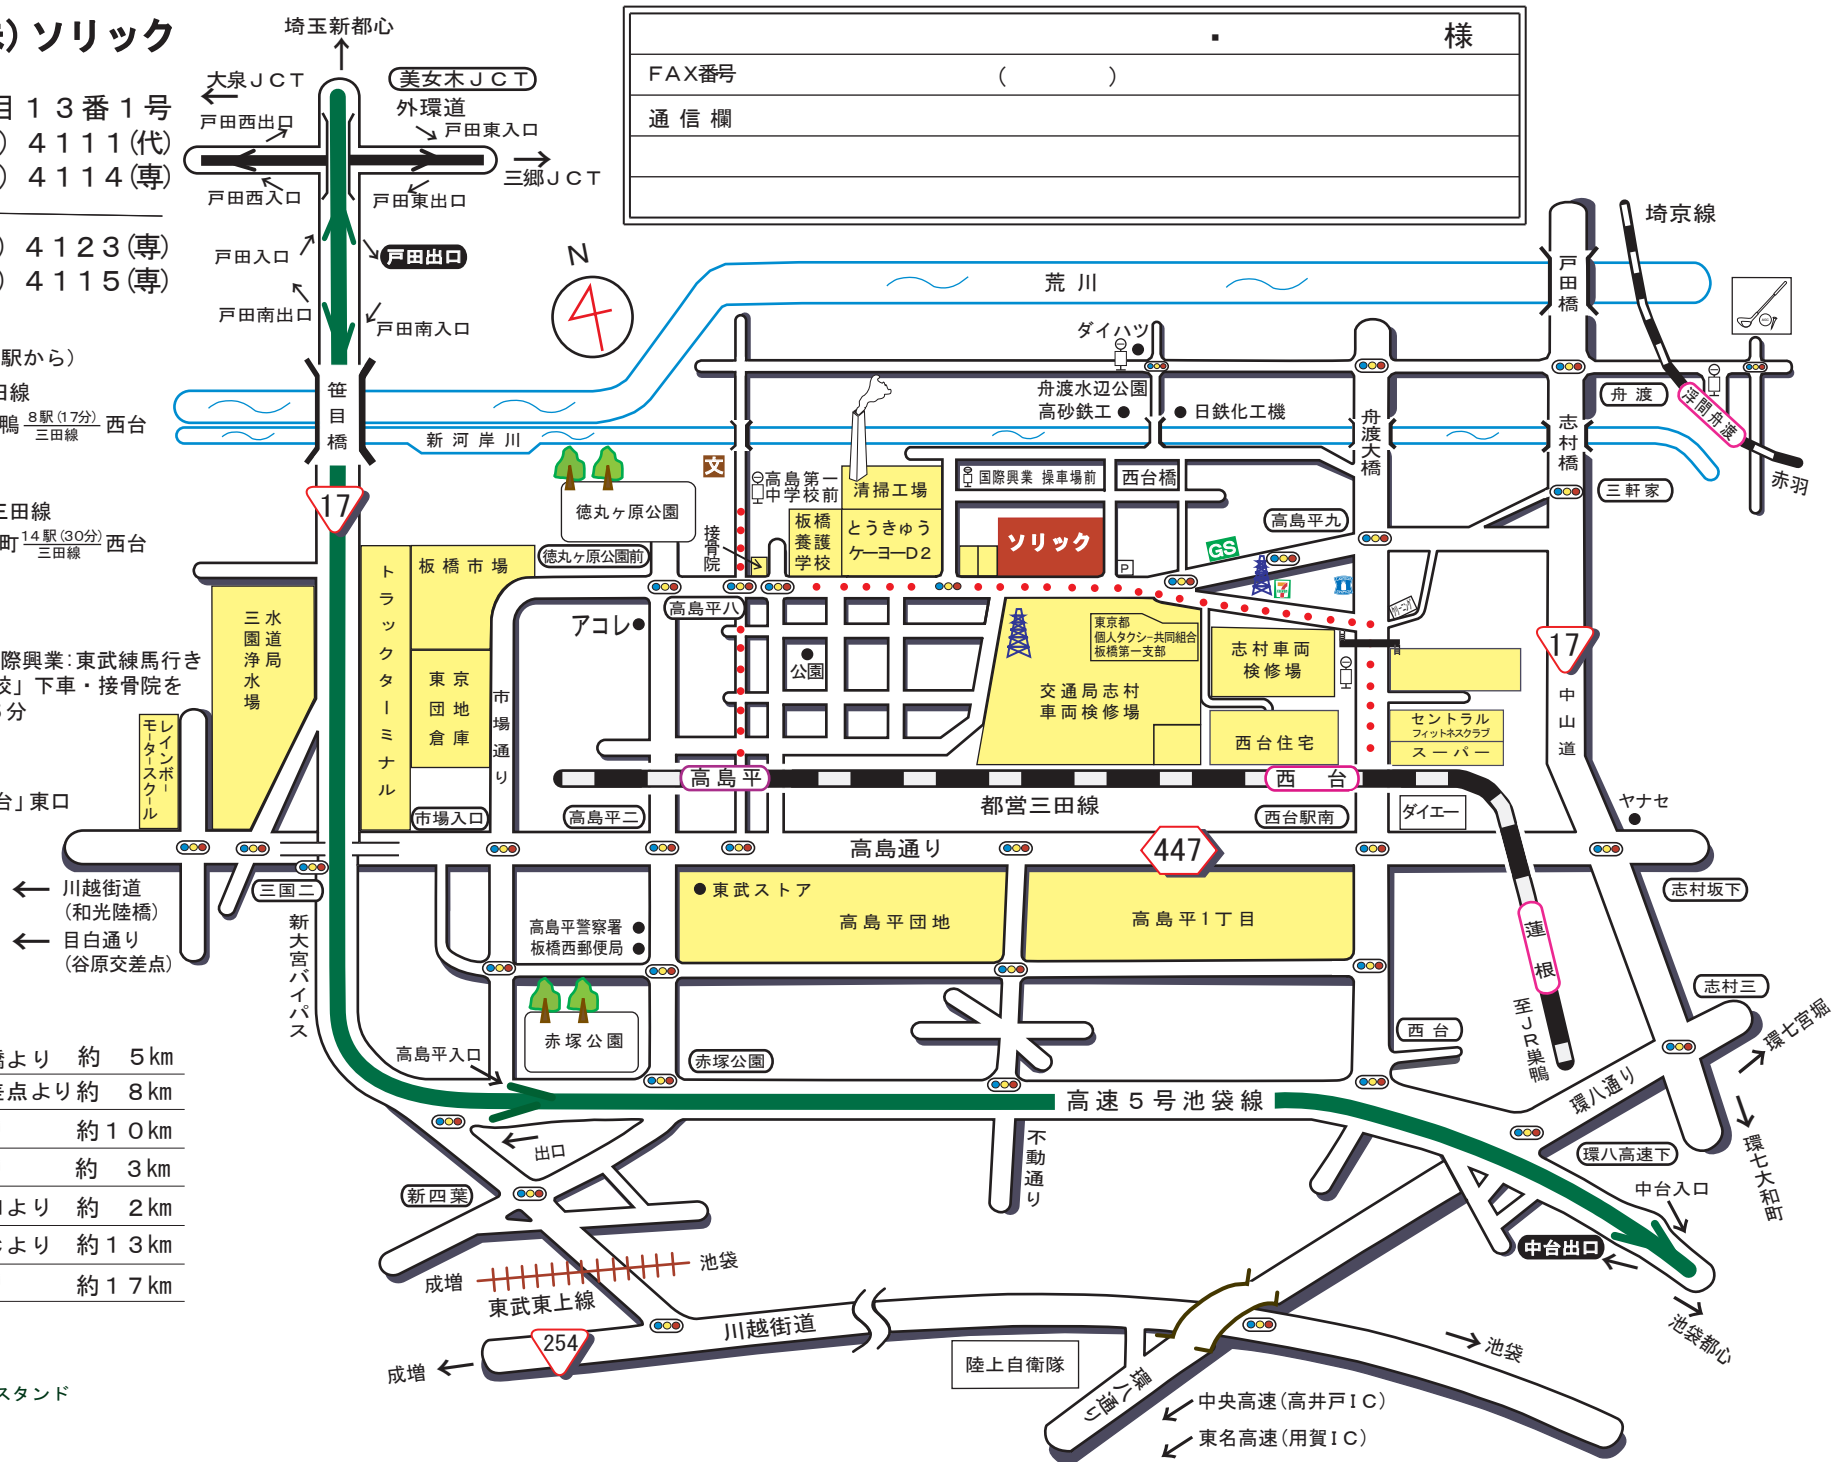 ㈱ソリック
目13番1号
) 4111(代)
) 4114(専)
) 4123(専)
) 4115(専)
駅から)
田線
鴨 8駅(17分) 三田線 西台
三田線
町 14駅(30分) 三田線 西台
際興業:東武練馬行き
校」下車・接骨院を
分
台」東口
川越街道
(和光陸橋)
目白通り
(谷原交差点)
橋より 約 5km
差点より約 8km
約10km
約 3km
より 約 2km
より 約13km
約17km
スタンド
様
FAX番号 ( )
通信欄
埼玉新都心
大泉JCT
美女木JCT
外環道
戸田西出口
戸田東入口
三郷JCT
戸田西入口
戸田東出口
戸田入口
戸田出口
戸田南出口
戸田南入口
N
荒川
戸田橋
埼京線
ダイハツ
舟渡水辺公園
高砂鉄工
日鉄化工機
舟渡大橋
志村橋
舟渡
浮間舟渡
赤羽
笹目橋
新河岸川
17
徳丸ヶ原公園
文
高島第一
中学校前
清掃工場
国際興業 操車場前
西台橋
三軒家
高島平九
板橋養護学校
とうきゅう
ケーヨーD2
ソリック
接骨院
徳丸ヶ原公園前
GS
P
トラックターミナル
板橋市場
高島平八
アコレ
公園
水道局
三園浄水場
東京団地倉庫
市場通り
東京都
個人タクシー共同組合
板橋第一支部
志村車両
検修場
クリーニング
17
中山道
交通局志村
車両検修場
西台住宅
セントラル
フィットネスクラブ
スーパー
レインボー
モータースクール
高島平
西台
都営三田線
市場入口
高島平二
西台駅南
ダイエー
ヤナセ
高島通り
447
三国二
志村坂下
新大宮バイパス
東武ストア
高島平団地
高島平1丁目
高島平警察署
板橋西郵便局
蓮根
至JR巣鴨
志村三
環七宮堀
赤塚公園
赤塚公園
西台
高島平入口
高速5号池袋線
環八通り
出口
不動通り
環八高速下
環七大和町
中台入口
新四葉
中台出口
成増
池袋
東武東上線
池袋都心
254
川越街道
成増
陸上自衛隊
環八通り
池袋
中央高速(高井戸IC)
東名高速(用賀IC)